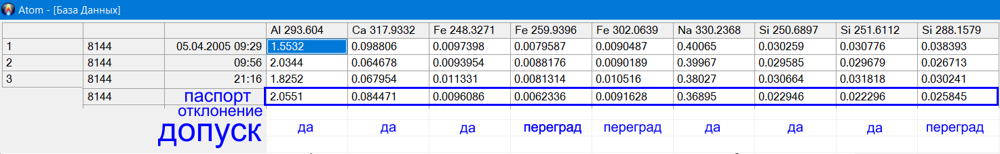 Atom - [База Данных]
Al 293.604 Ca 317.9332 Fe 248.3271 Fe 259.9396 Fe 302.0639 Na 330.2368 Si 250.6897 Si 251.6112 Si 288.1579
1 8144 05.04.2005 09:29 1.5532 0.098806 0.0097398 0.0079587 0.0090487 0.40065 0.030259 0.030776 0.038393
2 8144 09:56 2.0344 0.064678 0.0093954 0.0088176 0.0090189 0.39967 0.029586 0.029679 0.026713
3 8144 21:16 1.8252 0.067954 0.011331 0.0081314 0.010516 0.38027 0.030664 0.031818 0.030241
8144 паспорт 2.0551 0.084471 0.0096086 0.0062336 0.0091628 0.36895 0.022946 0.022296 0.025845
отклонение
допуск да да да переград переград да да да переград